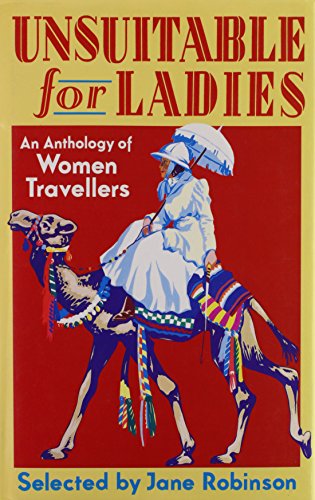 UNSUITABLE
for LADIES
An Anthology of
Women
Travellers
Selected by Jane Robinson